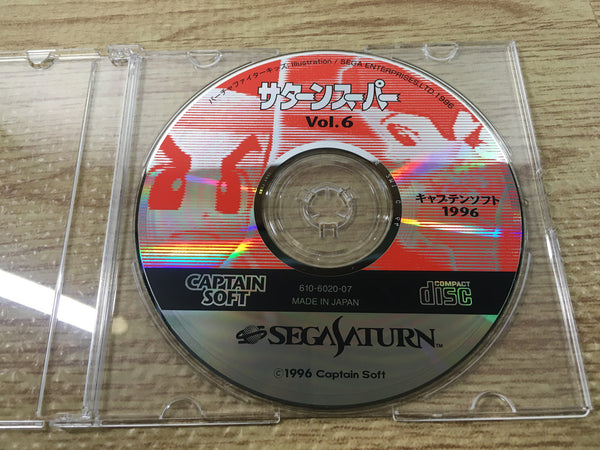 バーチャファイターキッズ Illustration / SEGA ENTERPRISES,LTD.1996
サターンスーパー
Vol.6
キャプテンソフト
1996
CAPTAIN
SOFT
610-6020-07
MADE IN JAPAN
COMPACT
disc
SEGASATURN™
©1996 Captain Soft